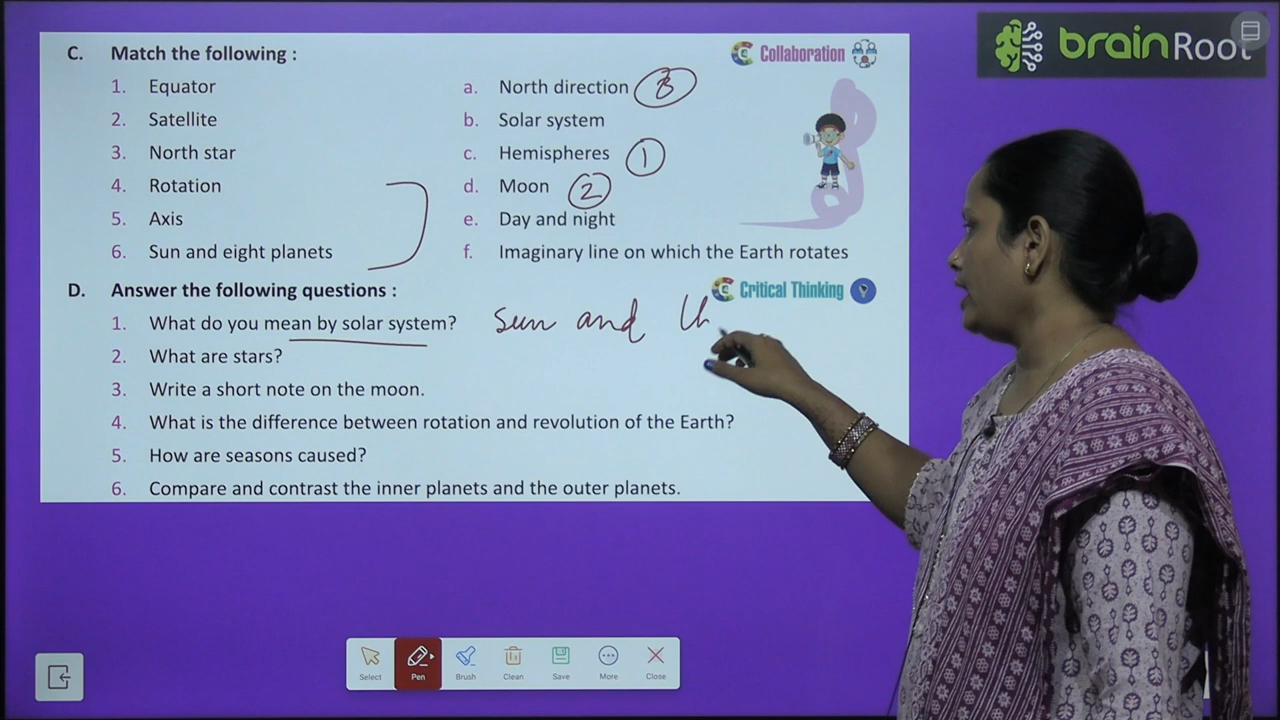 brainRoot
C. Match the following : Collaboration
1. Equator a. North direction 3
2. Satellite b. Solar system
3. North star c. Hemispheres 1
4. Rotation d. Moon 2
5. Axis e. Day and night
6. Sun and eight planets f. Imaginary line on which the Earth rotates
D. Answer the following questions : Critical Thinking
1. What do you mean by solar system? Sun and th
2. What are stars?
3. Write a short note on the moon.
4. What is the difference between rotation and revolution of the Earth?
5. How are seasons caused?
6. Compare and contrast the inner planets and the outer planets.
Select Pen Brush Clean Save More Close